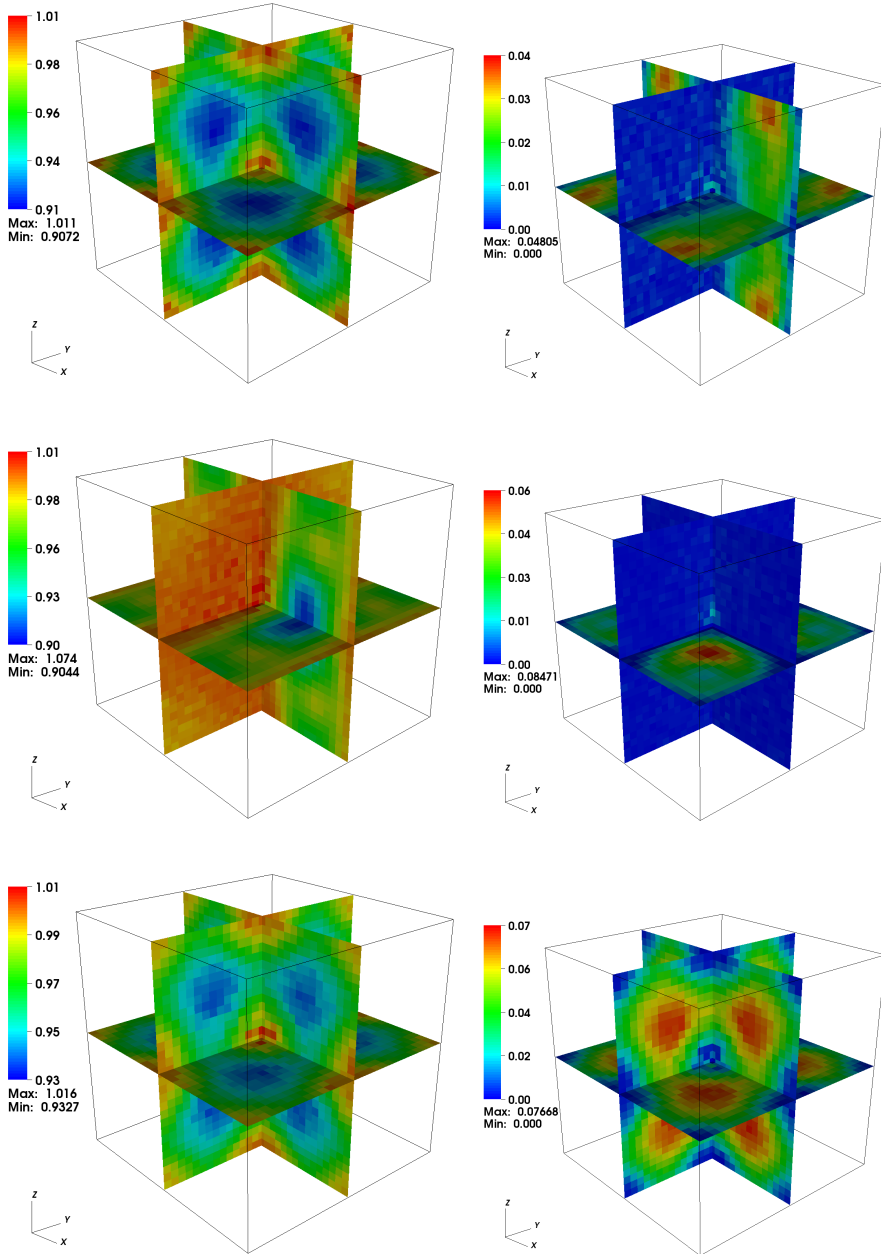 1.01
0.98
0.96
0.94
0.91
Max: 1.011
Min: 0.9072
Z
Y
X
0.04
0.03
0.02
0.01
0.00
Max: 0.04805
Min: 0.000
Z
Y
X
1.01
0.98
0.96
0.93
0.90
Max: 1.074
Min: 0.9044
Z
Y
X
0.06
0.04
0.03
0.01
0.00
Max: 0.08471
Min: 0.000
Z
Y
X
1.01
0.99
0.97
0.95
0.93
Max: 1.016
Min: 0.9327
Z
Y
X
0.07
0.06
0.04
0.02
0.00
Max: 0.07668
Min: 0.000
Z
Y
X